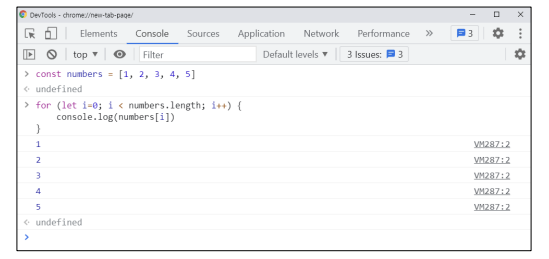 DevTools - chrome://new-tab-page/
Elements Console Sources Application Network Performance » 3
top ▼ Filter Default levels ▼ 3 Issues: 3
> const numbers = [1, 2, 3, 4, 5]
< undefined
> for (let i=0; i < numbers.length; i++) {
console.log(numbers[i])
}
1 VM287:2
2 VM287:2
3 VM287:2
4 VM287:2
5 VM287:2
< undefined
>